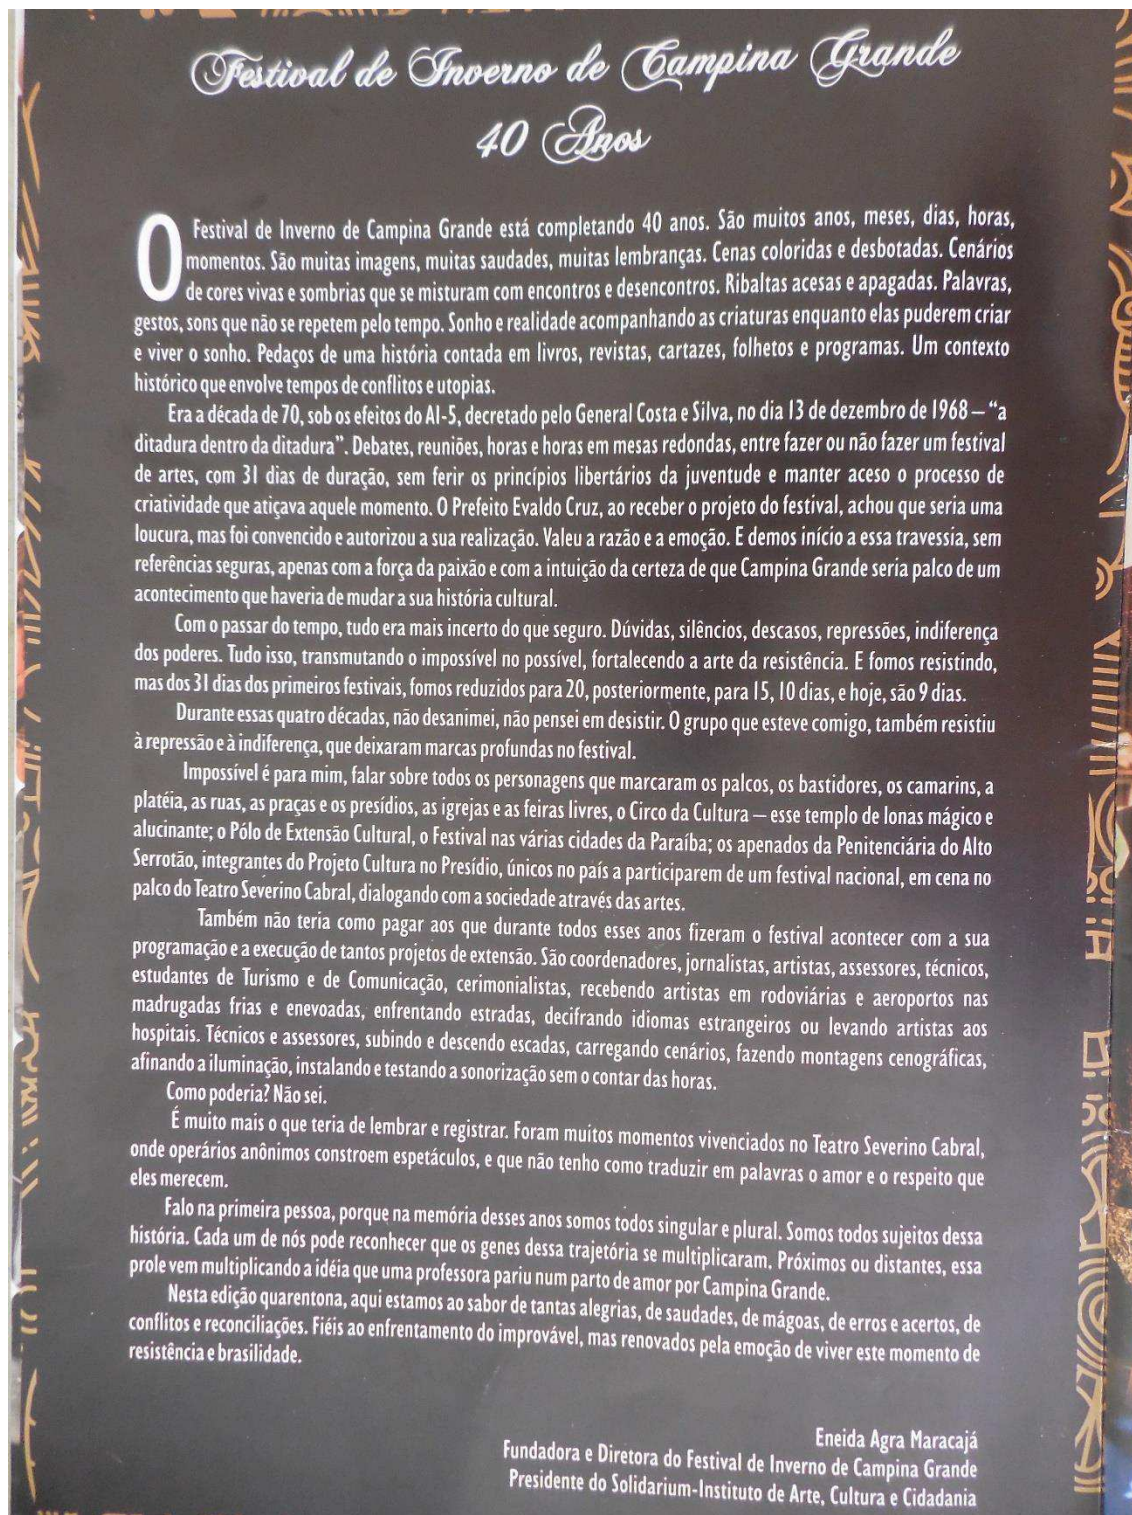 Festival de Inverno de Campina Grande
40 Anos
O Festival de Inverno de Campina Grande está completando 40 anos. São muitos anos, meses, dias, horas,
momentos. São muitas imagens, muitas saudades, muitas lembranças. Cenas coloridas e desbotadas. Cenários
de cores vivas e sombrias que se misturam com encontros e desencontros. Ribaltas acesas e apagadas. Palavras,
gestos, sons que não se repetem pelo tempo. Sonho e realidade acompanhando as criaturas enquanto elas puderem criar
e viver o sonho. Pedaços de uma história contada em livros, revistas, cartazes, folhetos e programas. Um contexto
histórico que envolve tempos de conflitos e utopias.
Era a década de 70, sob os efeitos do AI-5, decretado pelo General Costa e Silva, no dia 13 de dezembro de 1968 – “a
ditadura dentro da ditadura”. Debates, reuniões, horas e horas em mesas redondas, entre fazer ou não fazer um festival
de artes, com 31 dias de duração, sem ferir os princípios libertários da juventude e manter aceso o processo de
criatividade que atiçava aquele momento. O Prefeito Evaldo Cruz, ao receber o projeto do festival, achou que seria uma
loucura, mas foi convencido e autorizou a sua realização. Valeu a razão e a emoção. E demos início a essa travessia, sem
referências seguras, apenas com a força da paixão e com a intuição da certeza de que Campina Grande seria palco de um
acontecimento que haveria de mudar a sua história cultural.
Com o passar do tempo, tudo era mais incerto do que seguro. Dúvidas, silêncios, descasos, repressões, indiferença
dos poderes. Tudo isso, transmutando o impossível no possível, fortalecendo a arte da resistência. E fomos resistindo,
mas dos 31 dias dos primeiros festivais, fomos reduzidos para 20, posteriormente, para 15, 10 dias, e hoje, são 9 dias.
Durante essas quatro décadas, não desanimei, não pensei em desistir. O grupo que esteve comigo, também resistiu
à repressão e à indiferença, que deixaram marcas profundas no festival.
Impossível é para mim, falar sobre todos os personagens que marcaram os palcos, os bastidores, os camarins, a
platéia, as ruas, as praças e os presídios, as igrejas e as feiras livres, o Circo da Cultura – esse templo de lonas mágico e
alucinante; o Pólo de Extensão Cultural, o Festival nas várias cidades da Paraíba; os apenados da Penitenciária do Alto
Serrotão, integrantes do Projeto Cultura no Presídio, únicos no país a participarem de um festival nacional, em cena no
palco do Teatro Severino Cabral, dialogando com a sociedade através das artes.
Também não teria como pagar aos que durante todos esses anos fizeram o festival acontecer com a sua
programação e a execução de tantos projetos de extensão. São coordenadores, jornalistas, artistas, assessores, técnicos,
estudantes de Turismo e de Comunicação, cerimonialistas, recebendo artistas em rodoviárias e aeroportos nas
madrugadas frias e enevoadas, enfrentando estradas, decifrando idiomas estrangeiros ou levando artistas aos
hospitais. Técnicos e assessores, subindo e descendo escadas, carregando cenários, fazendo montagens cenográficas,
afinando a iluminação, instalando e testando a sonorização sem o contar das horas.
Como poderia? Não sei.
É muito mais o que teria de lembrar e registrar. Foram muitos momentos vivenciados no Teatro Severino Cabral,
onde operários anônimos constroem espetáculos, e que não tenho como traduzir em palavras o amor e o respeito que
eles merecem.
Falo na primeira pessoa, porque na memória desses anos somos todos singular e plural. Somos todos sujeitos dessa
história. Cada um de nós pode reconhecer que os genes dessa trajetória se multiplicaram. Próximos ou distantes, essa
prole vem multiplicando a idéia que uma professora pariu num parto de amor por Campina Grande.
Nesta edição quarentona, aqui estamos ao sabor de tantas alegrias, de saudades, de mágoas, de erros e acertos, de
conflitos e reconciliações. Fiéis ao enfrentamento do improvável, mas renovados pela emoção de viver este momento de
resistência e brasilidade.
Eneida Agra Maracajá
Fundadora e Diretora do Festival de Inverno de Campina Grande
Presidente do Solidarium-Instituto de Arte, Cultura e Cidadania